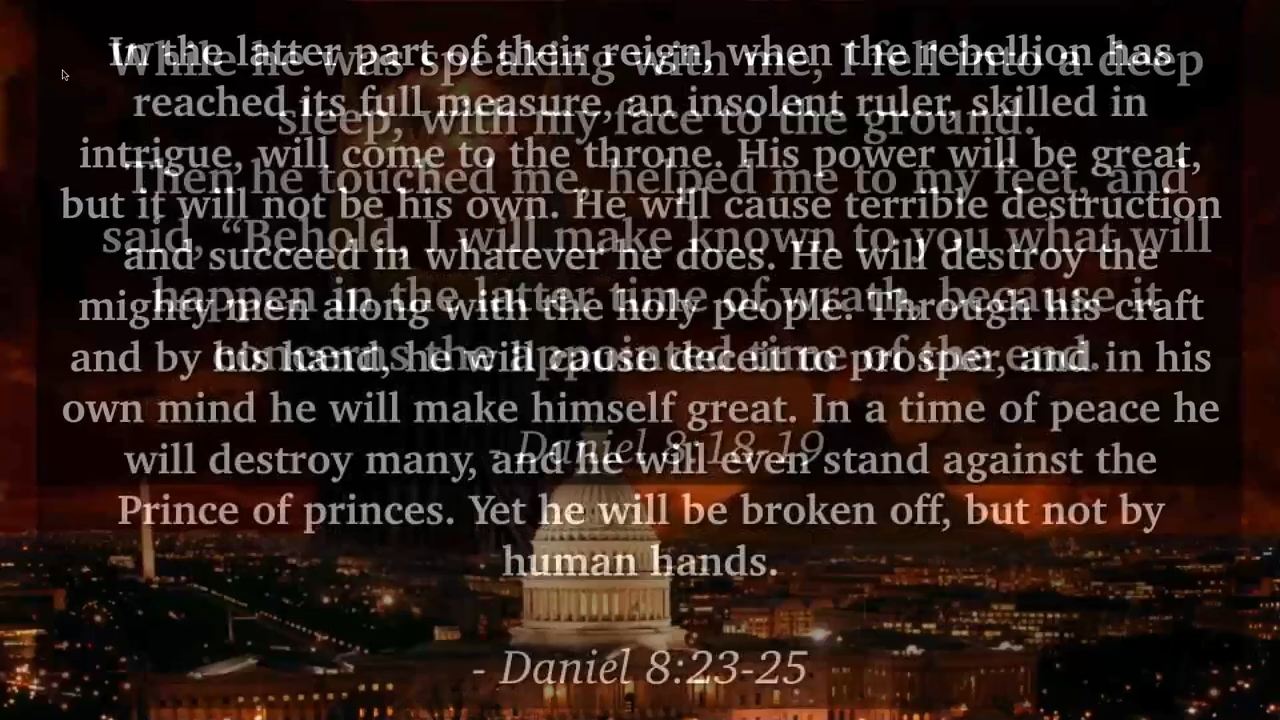 In the latter part of their reign, when the rebellion has
reached its full measure, an insolent ruler, skilled in
intrigue, will come to the throne. His power will be great,
but it will not be his own. He will cause terrible destruction
and succeed in whatever he does. He will destroy the
mighty men along with the holy people. Through his craft
and by his hand, he will cause deceit to prosper, and in his
own mind he will make himself great. In a time of peace he
will destroy many, and he will even stand against the
Prince of princes. Yet he will be broken off, but not by
human hands.
- Daniel 8:23-25
While he was speaking with me, I fell into a deep
sleep, with my face to the ground.
Then he touched me, helped me to my feet, and
said, “Behold, I will make known to you what will
happen in the latter time of wrath, because it
concerns the appointed time of the end.
- Daniel 8:18-19